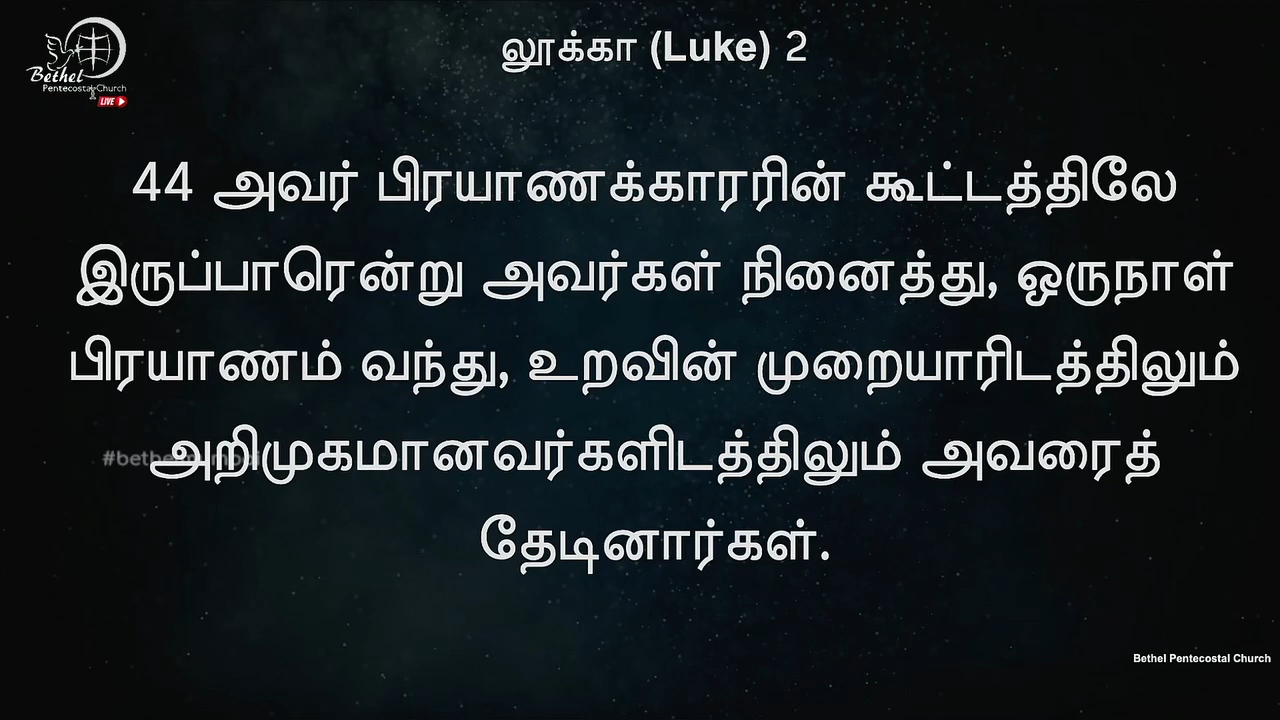 Bethel
Pentecostal Church
LIVE
லூக்கா (Luke) 2
44 அவர் பிரயாணக்காரரின் கூட்டத்திலே
இருப்பாரென்று அவர்கள் நினைத்து, ஒருநாள்
பிரயாணம் வந்து, உறவின் முறையாரிடத்திலும்
அறிமுகமானவர்களிடத்திலும் அவரைத்
தேடினார்கள்.
Bethel Pentecostal Church